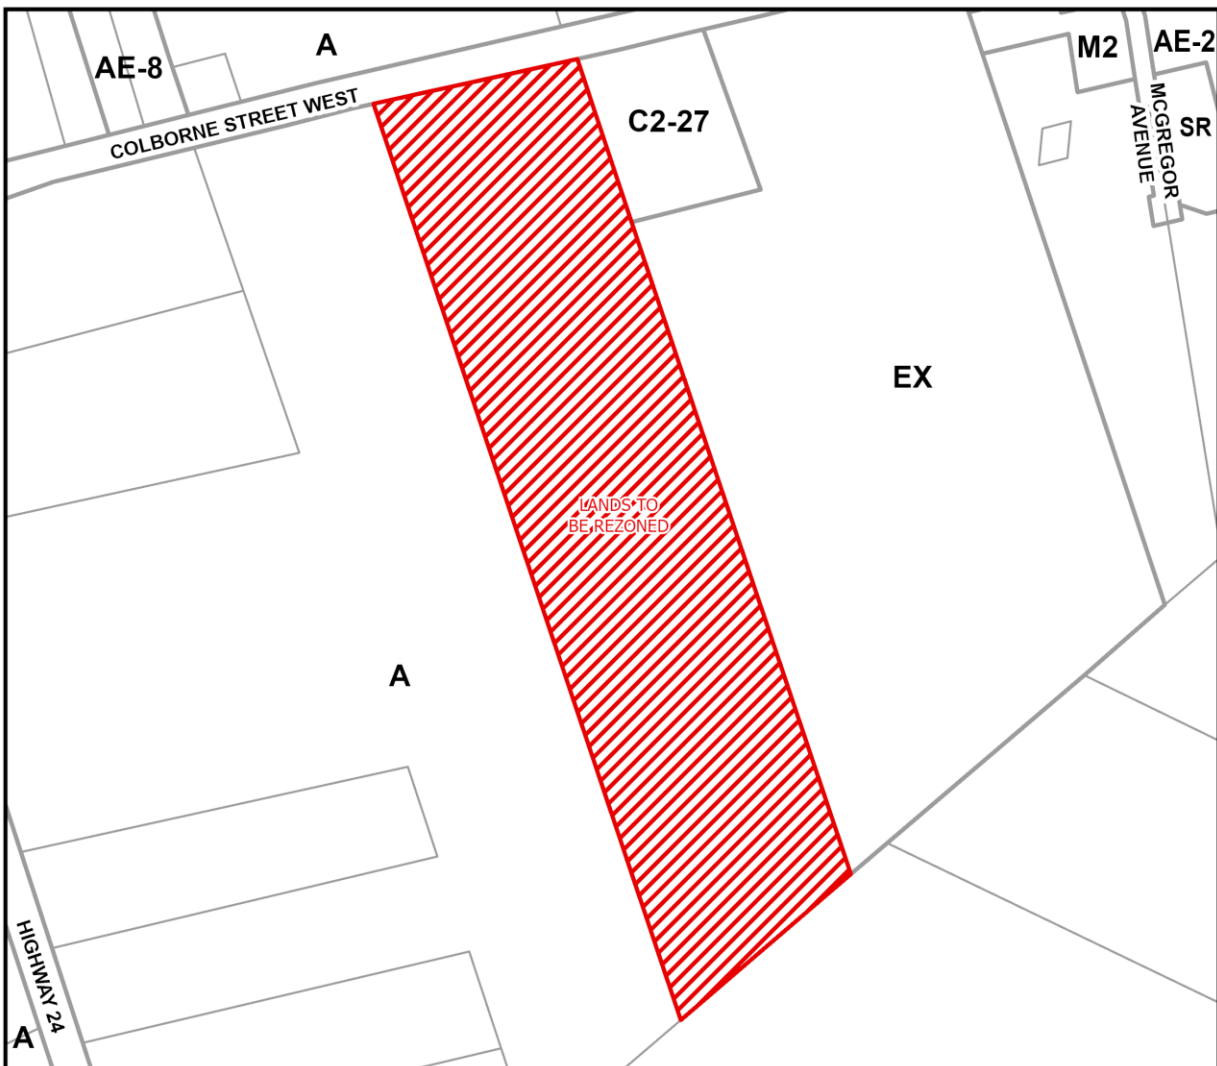 A
AE-8
M2
AE-2
COLBORNE STREET WEST
C2-27
MCGREGOR
AVENUE
SR
EX
LANDS TO
BE REZONED
A
HIGHWAY 24
A